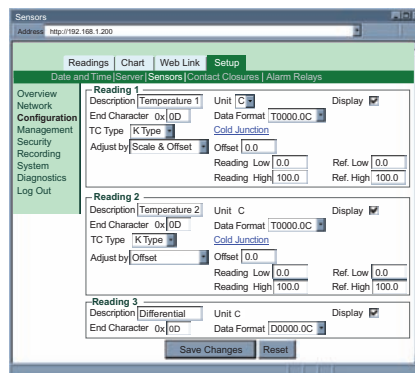 Sensors
Address http://192.168.1.200
Readings | Chart | Web Link | Setup
Date and Time|Server|Sensors|Contact Closures | Alarm Relays
Overview
Network
Configuration
Management
Security
Recording
System
Diagnostics
Log Out
Reading 1
Description Temperature 1 Unit C Display
End Character 0x 0D Data Format T0000.0C
TC Type K Type Cold Junction
Adjust by Scale & Offset Offset 0.0
Reading Low 0.0 Ref. Low 0.0
Reading High 100.0 Ref. High 100.0
Reading 2
Description Temperature 2 Unit C Display
End Character 0x 0D Data Format T0000.0C
TC Type K Type Cold Junction
Adjust by Offset Offset 0.0
Reading Low 0.0 Ref. Low 0.0
Reading High 100.0 Ref. High 100.0
Reading 3
Description Differential Unit C Display
End Character 0x 0D Data Format D0000.0C
Save Changes Reset